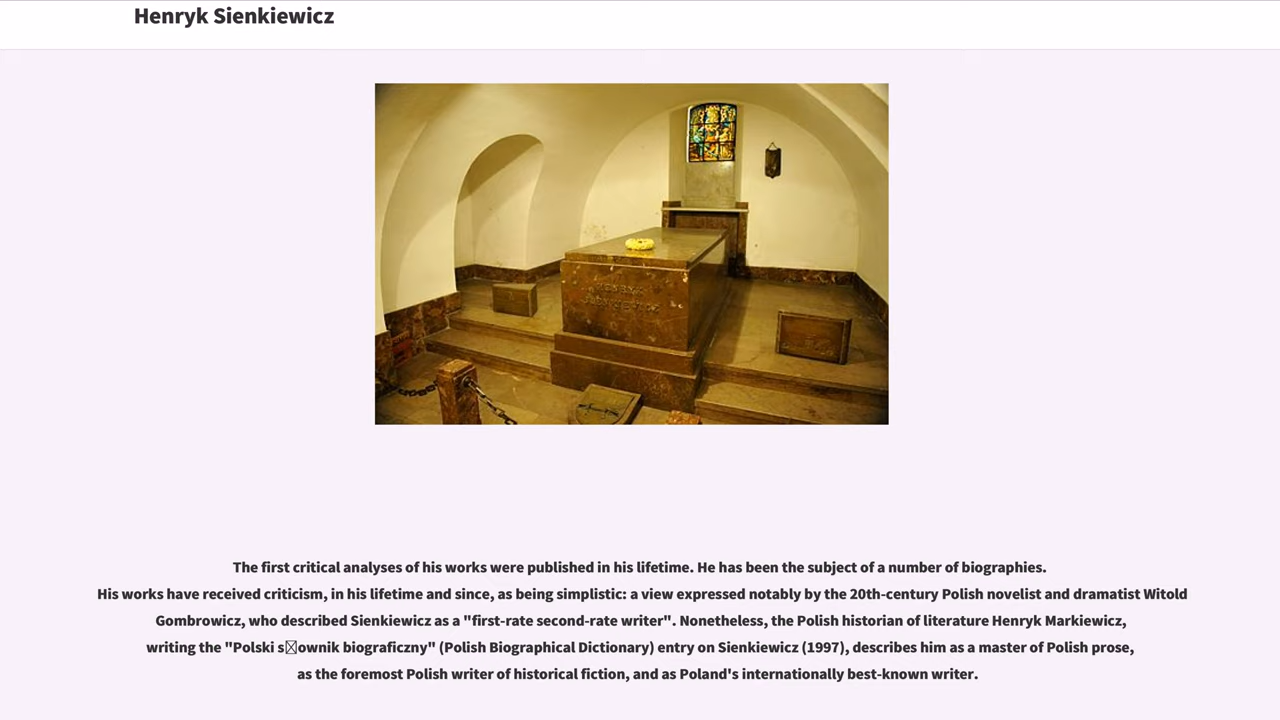 Henryk Sienkiewicz
HENRYK
SIENKIEWICZ
The first critical analyses of his works were published in his lifetime. He has been the subject of a number of biographies.
His works have received criticism, in his lifetime and since, as being simplistic: a view expressed notably by the 20th-century Polish novelist and dramatist Witold
Gombrowicz, who described Sienkiewicz as a "first-rate second-rate writer". Nonetheless, the Polish historian of literature Henryk Markiewicz,
writing the "Polski s□ownik biograficzny" (Polish Biographical Dictionary) entry on Sienkiewicz (1997), describes him as a master of Polish prose,
as the foremost Polish writer of historical fiction, and as Poland's internationally best-known writer.